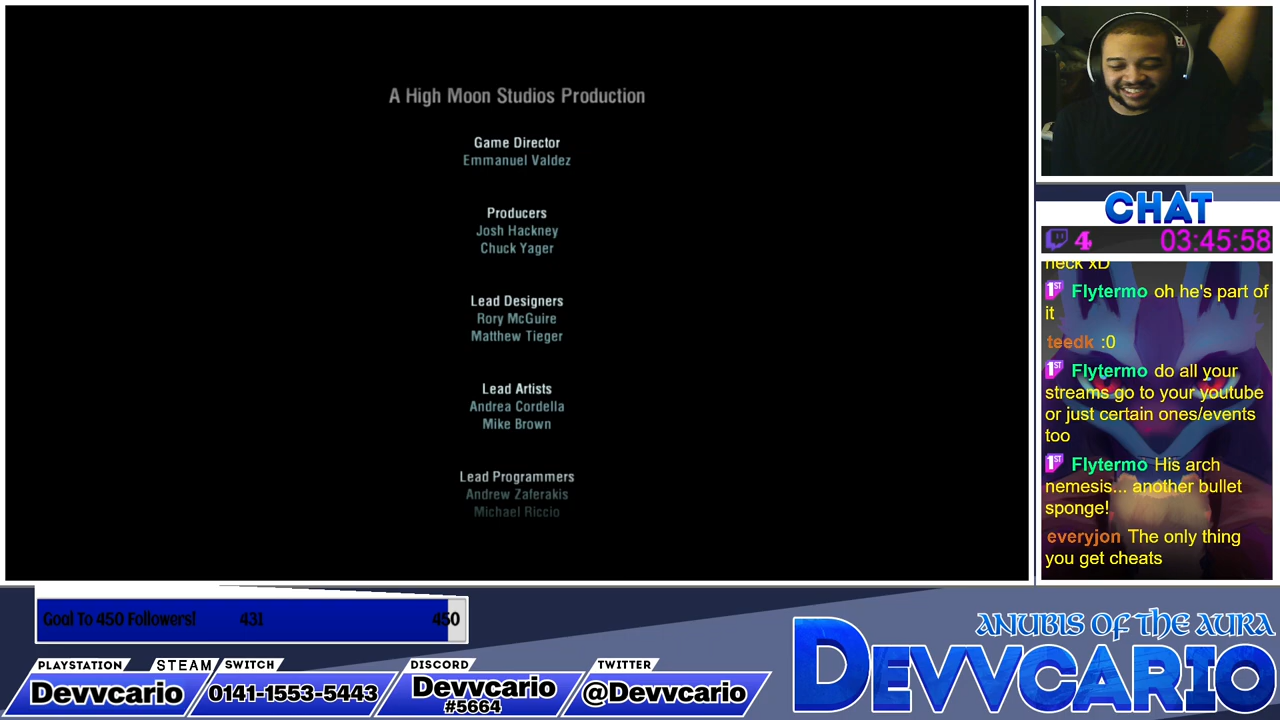 A High Moon Studios Production
Game Director
Emmanuel Valdez
Producers
Josh Hackney
Chuck Yager
Lead Designers
Rory McGuire
Matthew Tieger
Lead Artists
Andrea Cordella
Mike Brown
Lead Programmers
Andrew Zaferakis
Michael Riccio
CHAT
4 03:45:58
neck xD
1ST Flytermo oh he's part of
it
teedk :0
1ST Flytermo do all your
streams go to your youtube
or just certain ones/events
too
1ST Flytermo His arch
nemesis... another bullet
sponge!
everyjon The only thing
you get cheats
Goal To 450 Followers! 431 450
PLAYSTATION
Devvcario
STEAM SWITCH
0141-1553-5443
DISCORD
Devvcario
#5664
TWITTER
@Devvcario
ANUBIS OF THE AURA
DEVVCARIO